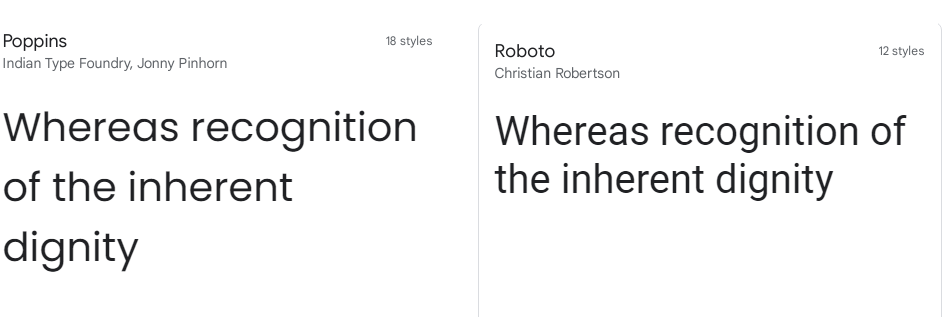 Poppins
18 styles
Indian Type Foundry, Jonny Pinhorn
Whereas recognition
of the inherent
dignity
Roboto
12 styles
Christian Robertson
Whereas recognition of
the inherent dignity